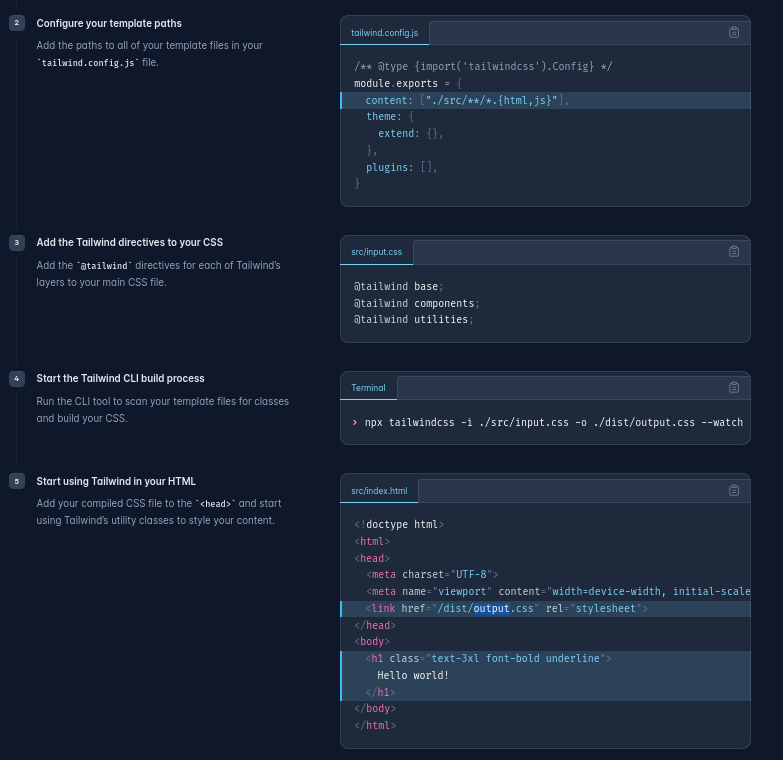 2
Configure your template paths
Add the paths to all of your template files in your
`tailwind.config.js` file.
tailwind.config.js
/** @type {import('tailwindcss').Config} */
module.exports = {
  content: ["./src/**/*.{html,js}"],
  theme: {
    extend: {},
  },
  plugins: [],
}
3
Add the Tailwind directives to your CSS
Add the `@tailwind` directives for each of Tailwind's
layers to your main CSS file.
src/input.css
@tailwind base;
@tailwind components;
@tailwind utilities;
4
Start the Tailwind CLI build process
Run the CLI tool to scan your template files for classes
and build your CSS.
Terminal
› npx tailwindcss -i ./src/input.css -o ./dist/output.css --watch
5
Start using Tailwind in your HTML
Add your compiled CSS file to the `<head>` and start
using Tailwind's utility classes to style your content.
src/index.html
<!doctype html>
<html>
<head>
  <meta charset="UTF-8">
  <meta name="viewport" content="width=device-width, initial-scale
  <link href="/dist/output.css" rel="stylesheet">
</head>
<body>
  <h1 class="text-3xl font-bold underline">
    Hello world!
  </h1>
</body>
</html>